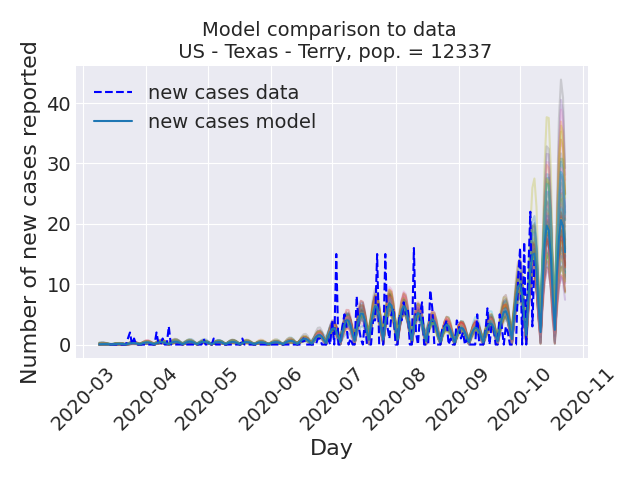 Model comparison to data
US - Texas - Terry, pop. = 12337
new cases data
new cases model
Number of new cases reported
40
30
20
10
0
2020-03
2020-04
2020-05
2020-06
2020-07
2020-08
2020-09
2020-10
2020-11
Day